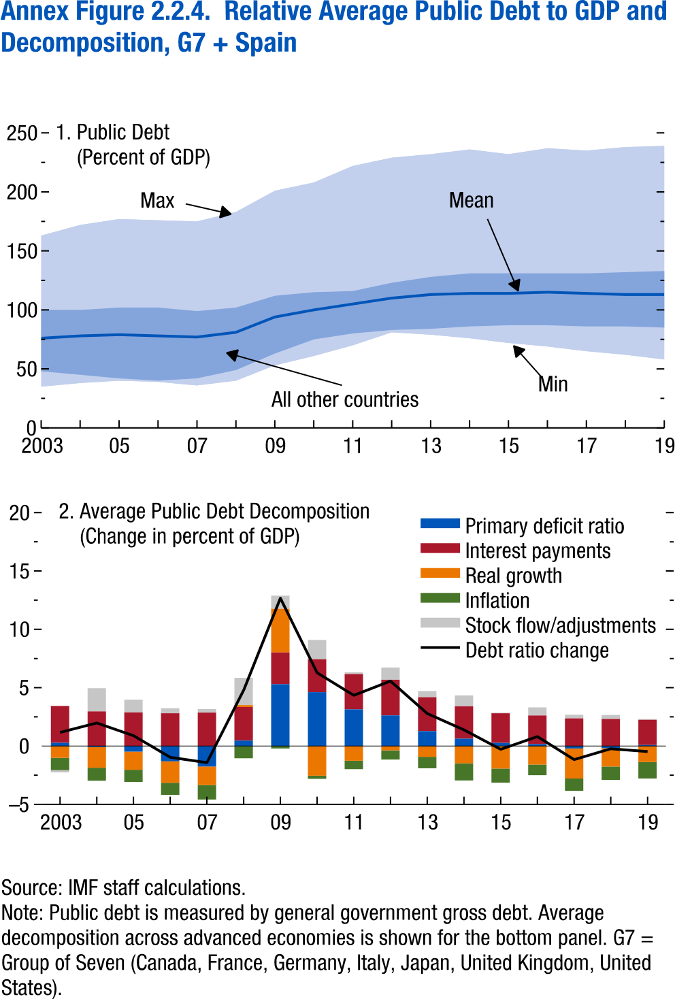 Annex Figure 2.2.4. Relative Average Public Debt to GDP and
Decomposition, G7 + Spain
250
1. Public Debt
(Percent of GDP)
200
Max
Mean
150
100
50
All other countries
Min
0
2003 05 07 09 11 13 15 17 19
20
2. Average Public Debt Decomposition
(Change in percent of GDP)
Primary deficit ratio
Interest payments
Real growth
Inflation
Stock flow/adjustments
Debt ratio change
15
10
5
0
–5
2003 05 07 09 11 13 15 17 19
Source: IMF staff calculations.
Note: Public debt is measured by general government gross debt. Average
decomposition across advanced economies is shown for the bottom panel. G7 =
Group of Seven (Canada, France, Germany, Italy, Japan, United Kingdom, United
States).